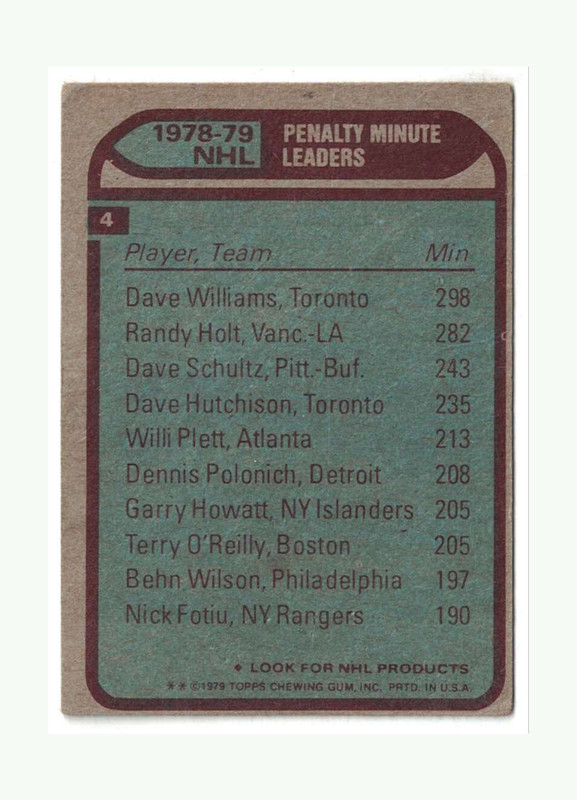 1978-79 NHL
PENALTY MINUTE LEADERS
4
Player, Team Min
Dave Williams, Toronto 298
Randy Holt, Vanc.-LA 282
Dave Schultz, Pitt.-Buf. 243
Dave Hutchison, Toronto 235
Willi Plett, Atlanta 213
Dennis Polonich, Detroit 208
Garry Howatt, NY Islanders 205
Terry O'Reilly, Boston 205
Behn Wilson, Philadelphia 197
Nick Fotiu, NY Rangers 190
♦ LOOK FOR NHL PRODUCTS
** ©1979 TOPPS CHEWING GUM, INC. PRTD. IN U.S.A.